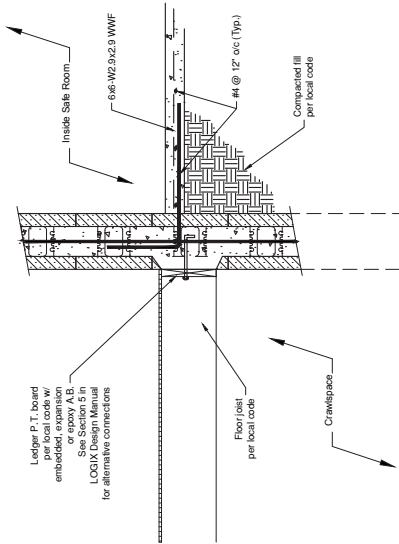 Inside Safe Room
6x6-W2.9x2.9 WWF
#4 @ 12" o/c (Typ.)
Compacted fill
per local code
Ledger P.T. board
per local code w/
embedded, expansion
or epoxy A.B.
See Section 5 in
LOGIX Design Manual
for alternative connections
Floor joist
per local code
Crawlspace